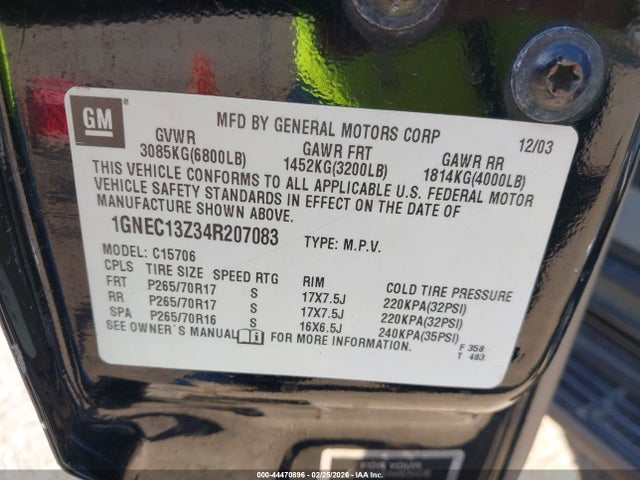 GM
MFD BY GENERAL MOTORS CORP 12/03
GVWR GAWR FRT GAWR RR
3085KG(6800LB) 1452KG(3200LB) 1814KG(4000LB)
THIS VEHICLE CONFORMS TO ALL APPLICABLE U.S. FEDERAL MOTOR
VEHICLE SAFETY STANDARDS IN EFFECT ON THE DATE OF
MANUFACTURE SHOWN ABOVE.
1GNEC13Z34R207083 TYPE: M.P.V.
MODEL: C15706
CPLS TIRE SIZE SPEED RTG RIM COLD TIRE PRESSURE
FRT P265/70R17 S 17X7.5J 220KPA(32PSI)
RR P265/70R17 S 17X7.5J 220KPA(32PSI)
SPA P265/70R16 S 16X6.5J 240KPA(35PSI)
SEE OWNER´S MANUAL FOR MORE INFORMATION.
F 358
T 483
FOR YOUR
000-44470896 - 02/25/2026 - IAA Inc.